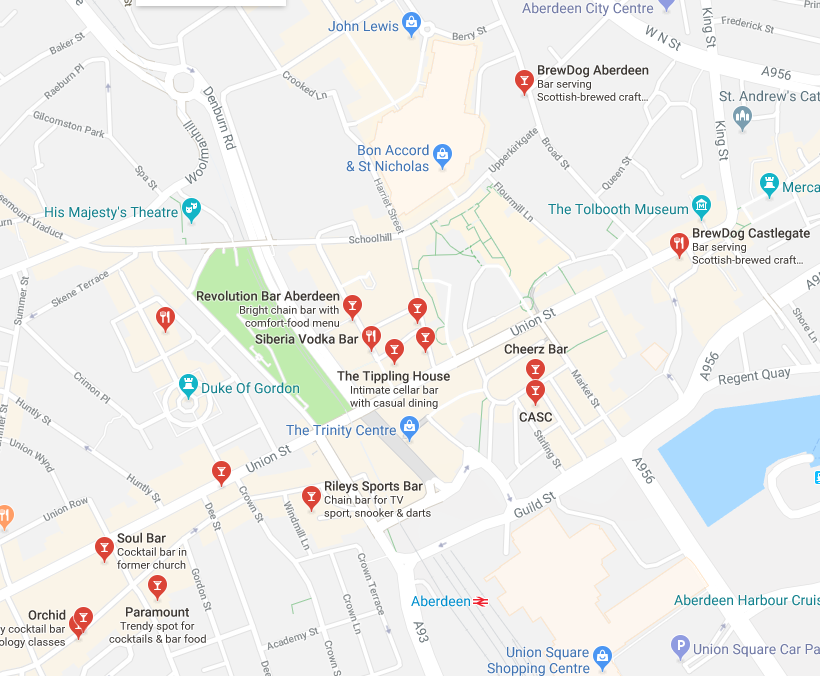 Aberdeen City Centre
John Lewis
Berry St
W N St
King St
Frederick St
Baker St
BrewDog Aberdeen
Bar serving
Scottish-brewed craft...
A956
Raeburn Pl
Crooked Ln
Denburn Rd
St. Andrew's Cat
Gilcomston Park
Woolmanhill
Bon Accord
& St Nicholas
Upperkirkgate
Broad St
King St
Spa St
Queen St
Harriet Street
Flourmill Ln
Merca
His Majesty's Theatre
The Tolbooth Museum
Viaduct
Schoolhill
BrewDog Castlegate
Bar serving
Scottish-brewed craft...
Skene Terrace
Summer St
Revolution Bar Aberdeen
Bright chain bar with
comfort-food menu
Siberia Vodka Bar
Union St
Shore Ln
Cheerz Bar
A956
Regent Quay
The Tippling House
Intimate cellar bar
with casual dining
Crimon Pl
Duke Of Gordon
Market St
CASC
Huntly St
The Trinity Centre
Union Wynd
Union St
Stirling St
A956
Huntly St
Rileys Sports Bar
Chain bar for TV
sport, snooker & darts
Union Row
Crown St
Dee St
Windmill Ln
Guild St
Soul Bar
Cocktail bar in
former church
Gordon St
Crown Terrace
Paramount
Trendy spot for
cocktails & bar food
Orchid
y cocktail bar
ology classes
Crown Ln
Aberdeen
Aberdeen Harbour Cruis
Academy St
A93
Dee
Crown S
Union Square
Shopping Centre
Union Square Car Pa